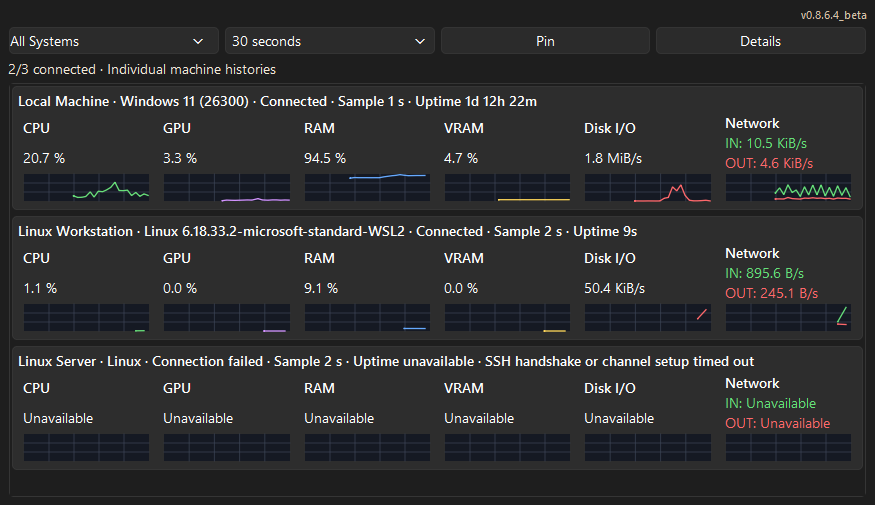 v0.8.6.4_beta
All Systems 30 seconds Pin Details
2/3 connected · Individual machine histories
Local Machine · Windows 11 (26300) · Connected · Sample 1 s · Uptime 1d 12h 22m
CPU GPU RAM VRAM Disk I/O Network
IN: 10.5 KiB/s
20.7 % 3.3 % 94.5 % 4.7 % 1.8 MiB/s
OUT: 4.6 KiB/s
Linux Workstation · Linux 6.18.33.2-microsoft-standard-WSL2 · Connected · Sample 2 s · Uptime 9s
CPU GPU RAM VRAM Disk I/O Network
IN: 895.6 B/s
1.1 % 0.0 % 9.1 % 0.0 % 50.4 KiB/s
OUT: 245.1 B/s
Linux Server · Linux · Connection failed · Sample 2 s · Uptime unavailable · SSH handshake or channel setup timed out
CPU GPU RAM VRAM Disk I/O Network
IN: Unavailable
Unavailable Unavailable Unavailable Unavailable Unavailable
OUT: Unavailable